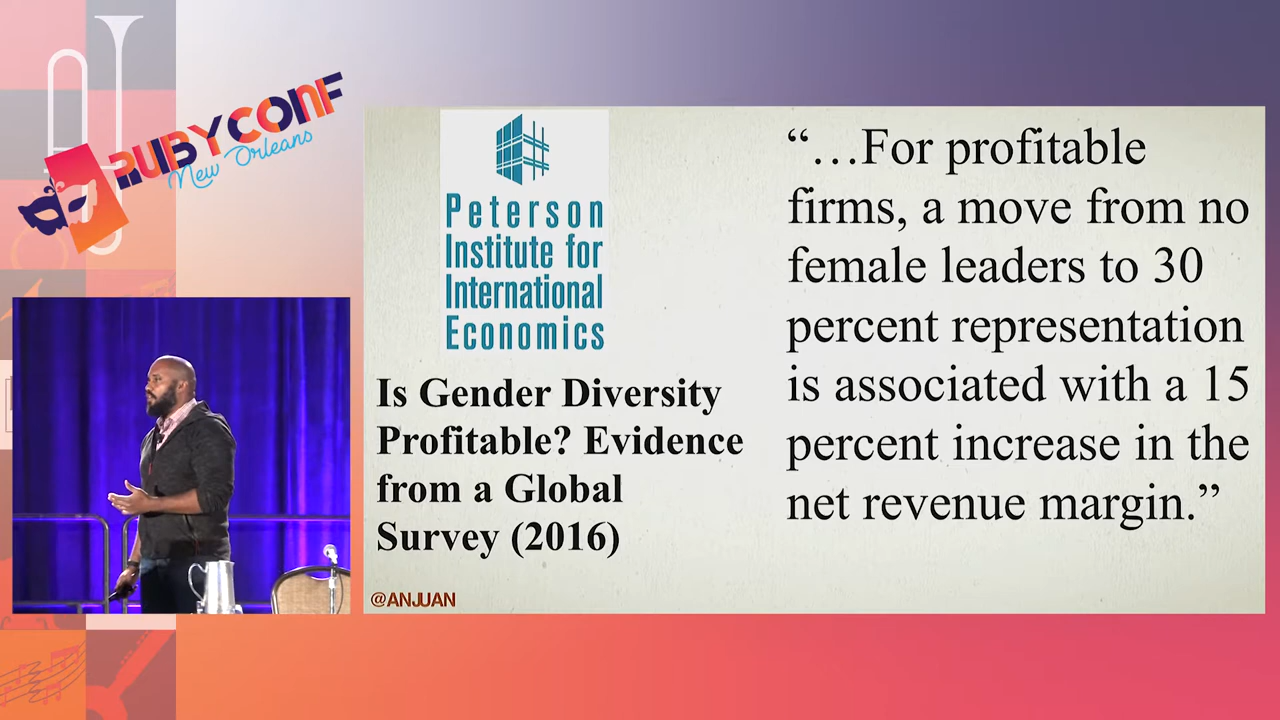 RUBYCONF
New Orleans
Peterson
Institute for
International
Economics
Is Gender Diversity
Profitable? Evidence
from a Global
Survey (2016)
@ANJUAN
“…For profitable
firms, a move from no
female leaders to 30
percent representation
is associated with a 15
percent increase in the
net revenue margin.”